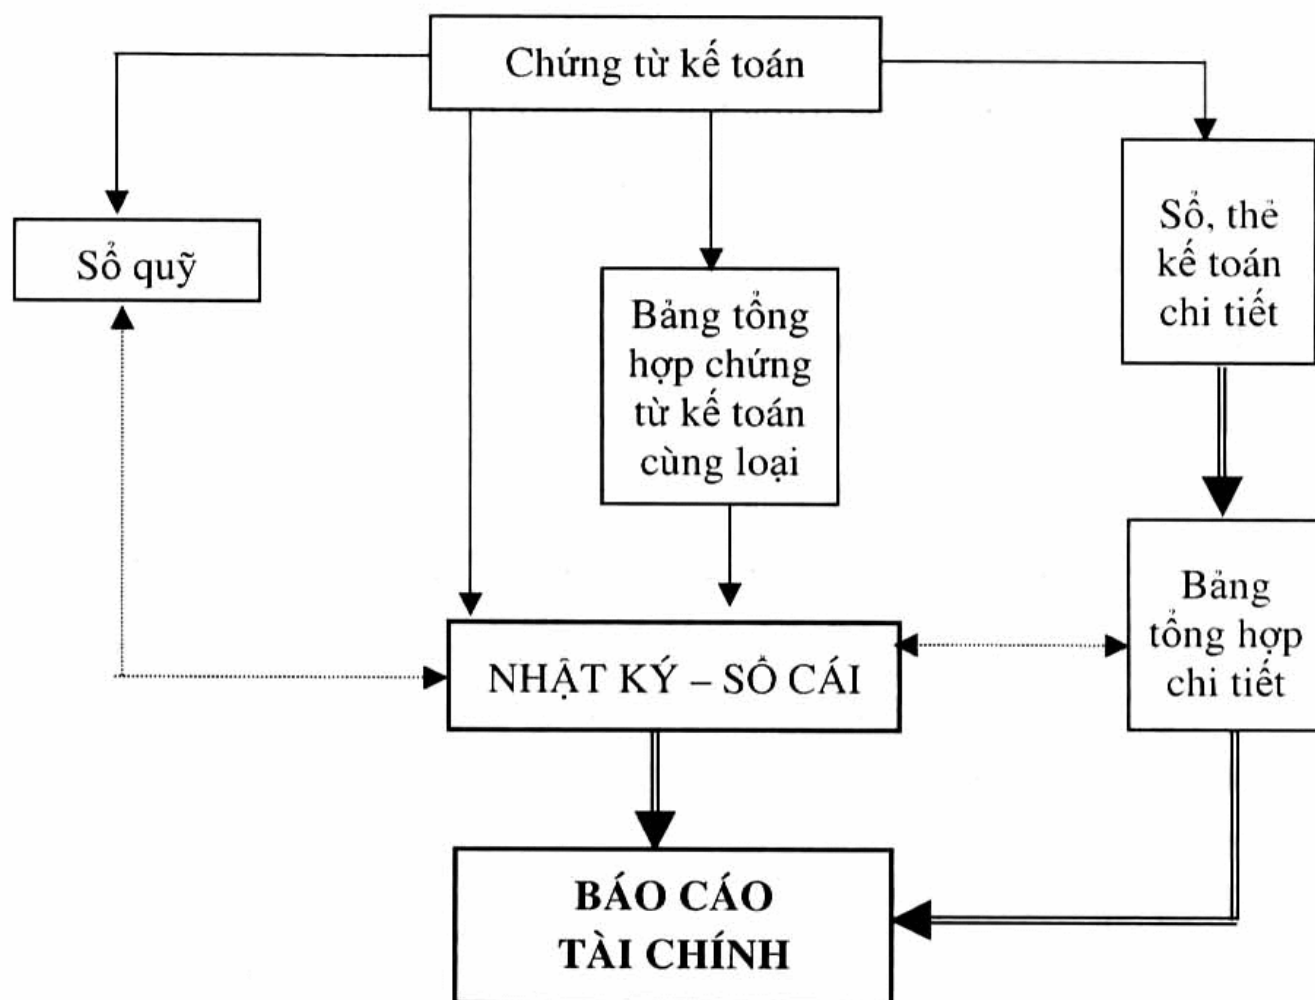 Chứng từ kế toán
Sổ quỹ
Bảng tổng
hợp chứng
từ kế toán
cùng loại
Sổ, thẻ
kế toán
chi tiết
NHẬT KÝ – SỔ CÁI
Bảng
tổng hợp
chi tiết
BÁO CÁO
TÀI CHÍNH